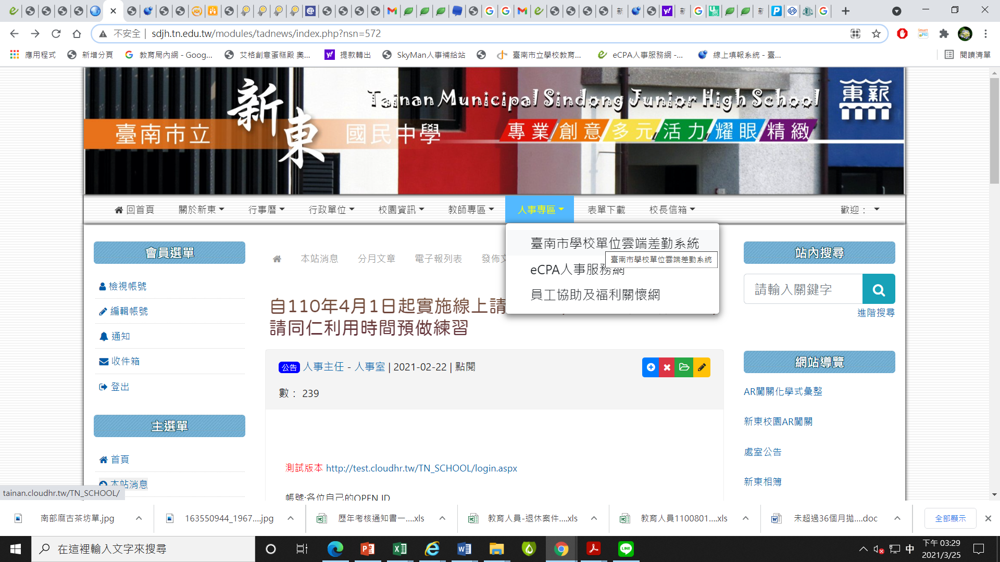 不安全 | sdjh.tn.edu.tw/modules/tadnews/index.php?nsn=572
應用程式 新增分頁 教育局內網 - Goog... 艾格創意蛋糕殿 奧... 提款轉出 SkyMan人事補給站 臺南市立學校教育... eCPA人事服務網 -... 線上填報系統 - 臺... 閱讀清單
Tainan Municipal Sindong Junior High School
新東
東新
臺南市立 國民中學 專業/創意/多元/活力/耀眼/精緻
回首頁 關於新東 行事曆 行政單位 校園資訊 教師專區 人事專區 表單下載 校長信箱 歡迎：
臺南市學校單位雲端差勤系統
臺南市學校單位雲端差勤系統
eCPA人事服務網
員工協助及福利關懷網
會員選單
檢視帳號
編輯帳號
通知
收件箱
登出
主選單
首頁
本站消息
本站消息 分月文章 電子報列表 發佈文
自110年4月1日起實施線上請
請同仁利用時間預做練習
公告 人事主任 - 人事室 | 2021-02-22 | 點閱
數： 239
測試版本 http://test.cloudhr.tw/TN_SCHOOL/login.aspx
帳號:各位自己的OPEN ID
站內搜尋
請輸入關鍵字
進階搜尋
網站導覽
AR闖關化學式彙整
新東校園AR闖關
處室公告
新東相簿
tainan.cloudhr.tw/TN_SCHOOL/
南部麻古茶坊單.jpg 163550944_1967....jpg 歷年考核通知書一....xls 教育人員-退休案件....xls 教育人員1100801....xls 未超過36個月拋....doc 全部顯示
在這裡輸入文字來搜尋
中
下午 03:29
2021/3/25